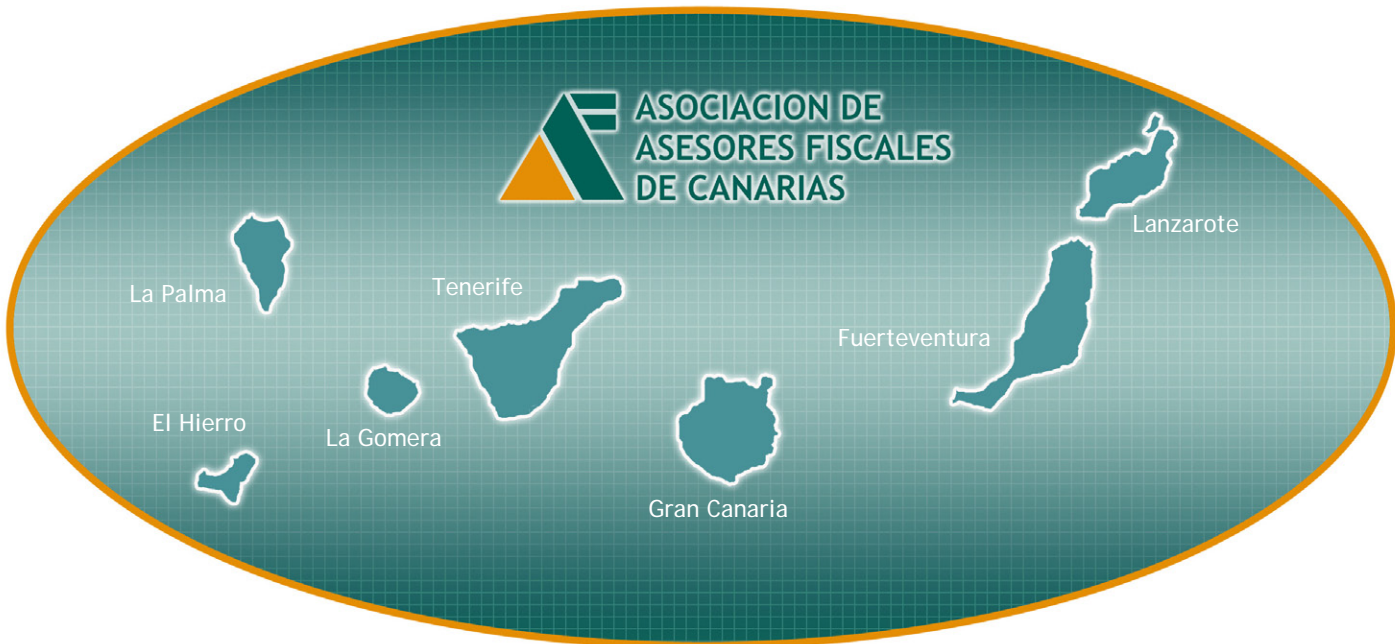 ASOCIACION DE
ASESORES FISCALES
DE CANARIAS
Lanzarote
La Palma
Tenerife
Fuerteventura
El Hierro
La Gomera
Gran Canaria